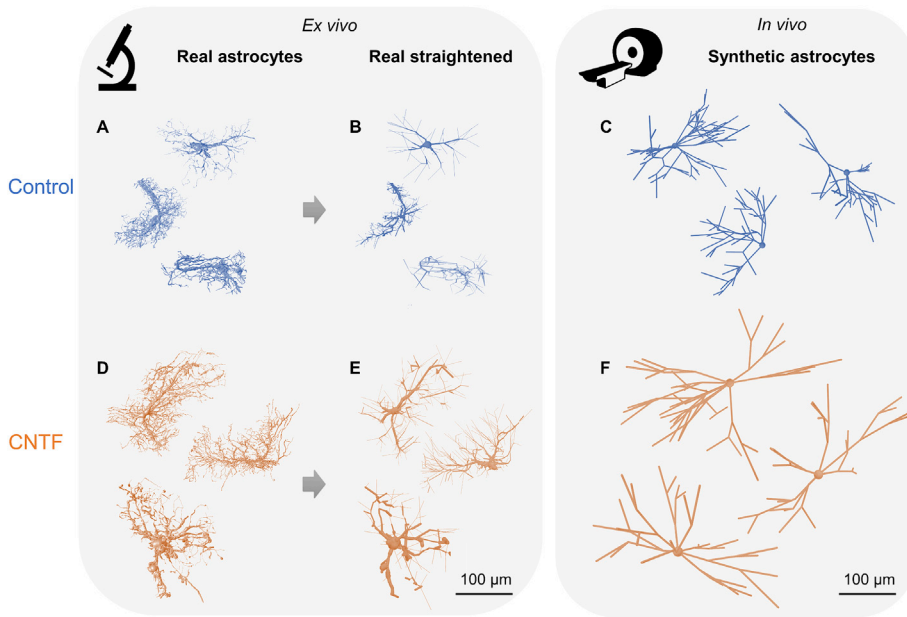 Ex vivo
In vivo
Real astrocytes
Real straightened
Synthetic astrocytes
A
B
C
Control
D
E
F
CNTF
100 µm
100 µm